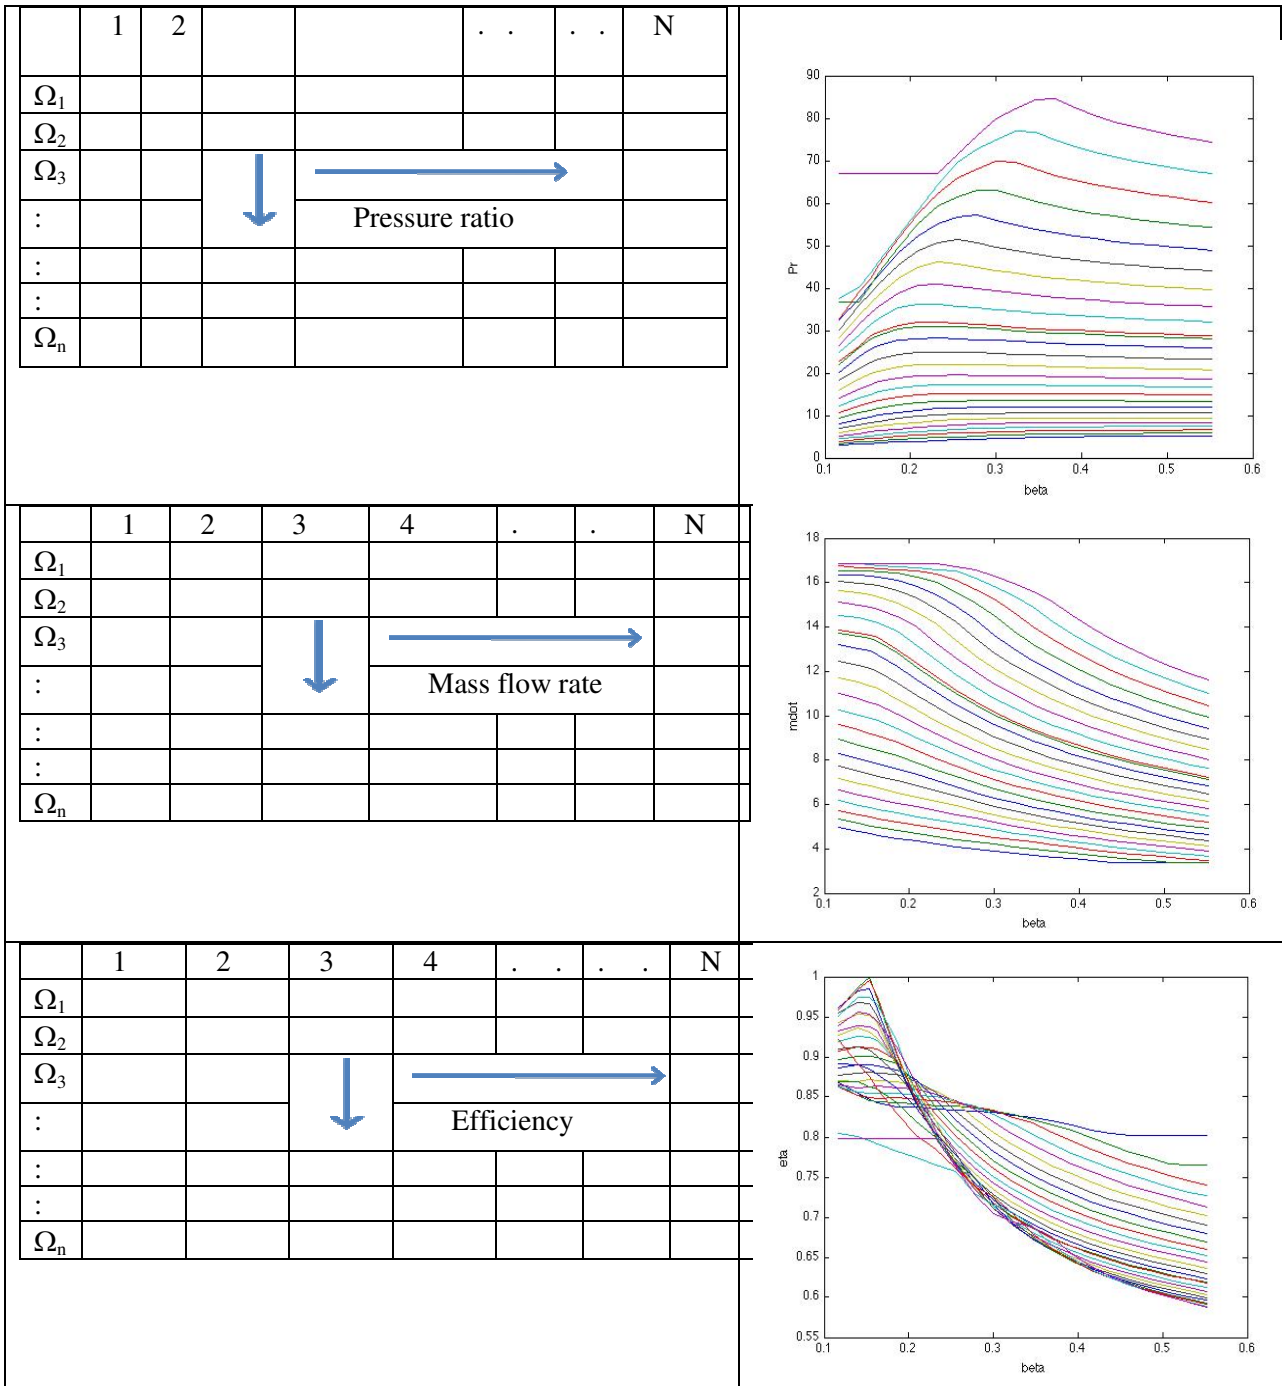 1 2 . . . . N
Ω1
Ω2
Ω3
: Pressure ratio
:
:
Ωn
90
80
70
60
50
40
30
20
10
0
Pr
0.1 0.2 0.3 0.4 0.5 0.6
beta
1 2 3 4 . . N
Ω1
Ω2
Ω3
: Mass flow rate
:
:
Ωn
18
16
14
12
10
8
6
4
2
mdot
0.1 0.2 0.3 0.4 0.5 0.6
beta
1 2 3 4 . . . . N
Ω1
Ω2
Ω3
: Efficiency
:
:
Ωn
1
0.95
0.9
0.85
0.8
0.75
0.7
0.65
0.6
0.55
eta
0.1 0.2 0.3 0.4 0.5 0.6
beta